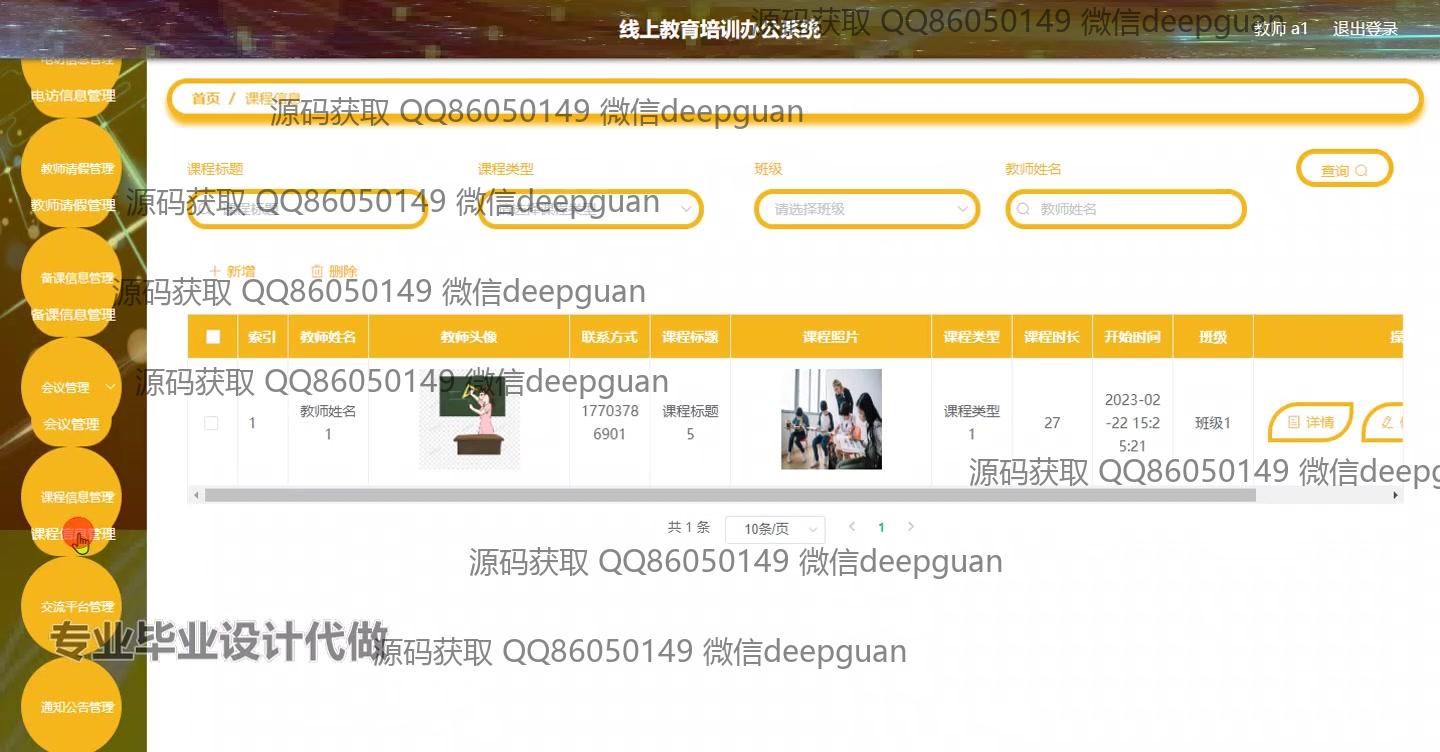 线上教育培训办公系统
源码获取 QQ86050149 微信deepguan
教师 a1
退出登录
电访信息管理
电访信息管理
教师请假管理
教师请假管理
备课信息管理
备课信息管理
会议管理
会议管理
课程信息管理
课程信息管理
交流平台管理
通知公告管理
首页 / 课程信息
源码获取 QQ86050149 微信deepguan
课程标题
课程类型
班级
教师姓名
查询
课程标题
请选择课程类型
请选择班级
教师姓名
源码获取 QQ86050149 微信deepguan
新增
删除
源码获取 QQ86050149 微信deepguan
索引 教师姓名 教师头像 联系方式 课程标题 课程照片 课程类型 课程时长 开始时间 班级
源码获取 QQ86050149 微信deepguan
1
教师姓名
1
1770378
6901
课程标题
5
课程类型
1
27
2023-02
-22 15:2
5:21
班级1
详情
源码获取 QQ86050149 微信deepg
共 1 条
10条/页
1
源码获取 QQ86050149 微信deepguan
专业毕业设计代做
源码获取 QQ86050149 微信deepguan